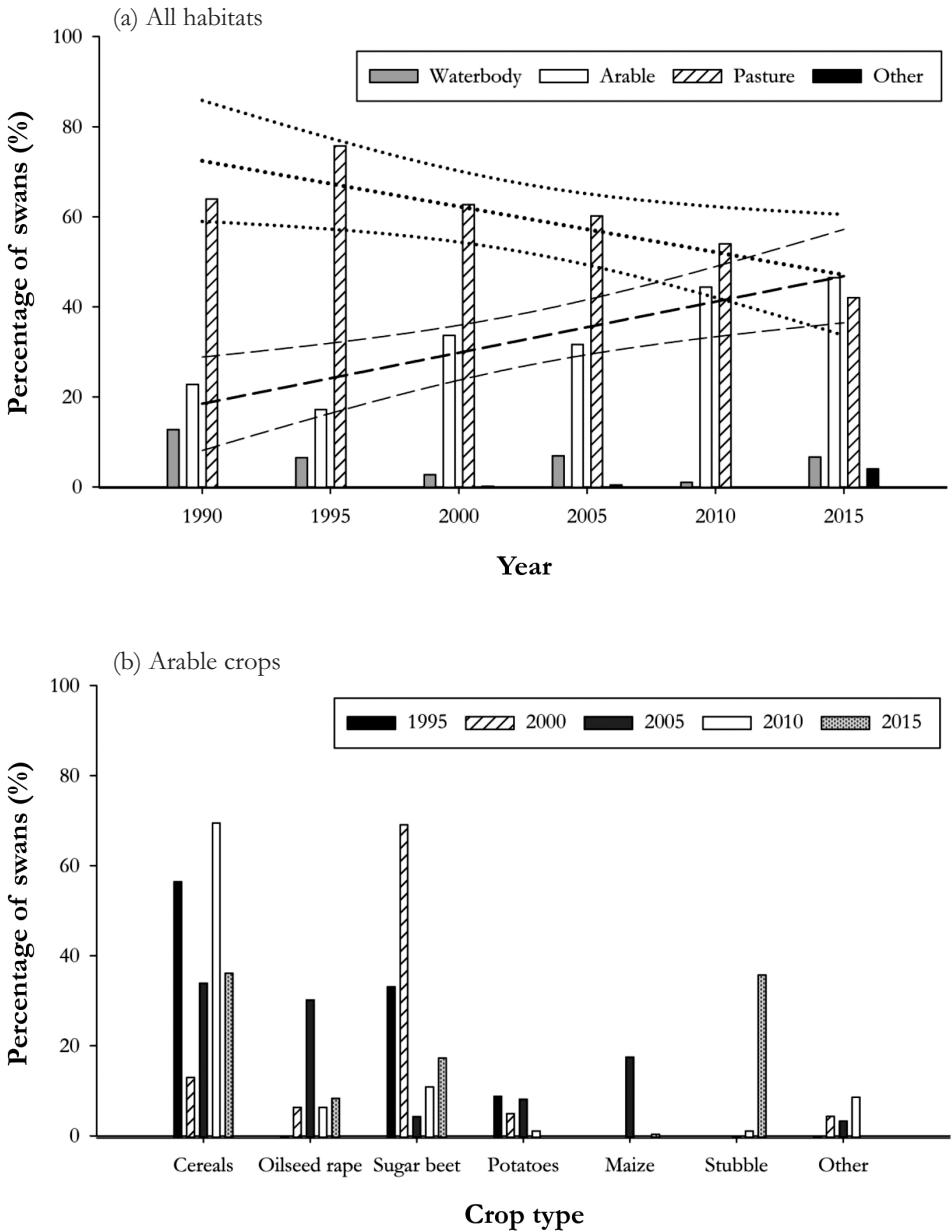 (a) All habitats
100
Waterbody Arable Pasture Other
80
60
40
20
0
Percentage of swans (%)
1990 1995 2000 2005 2010 2015
Year
(b) Arable crops
100
1995 2000 2005 2010 2015
80
60
40
20
0
Percentage of swans (%)
Cereals Oilseed rape Sugar beet Potatoes Maize Stubble Other
Crop type